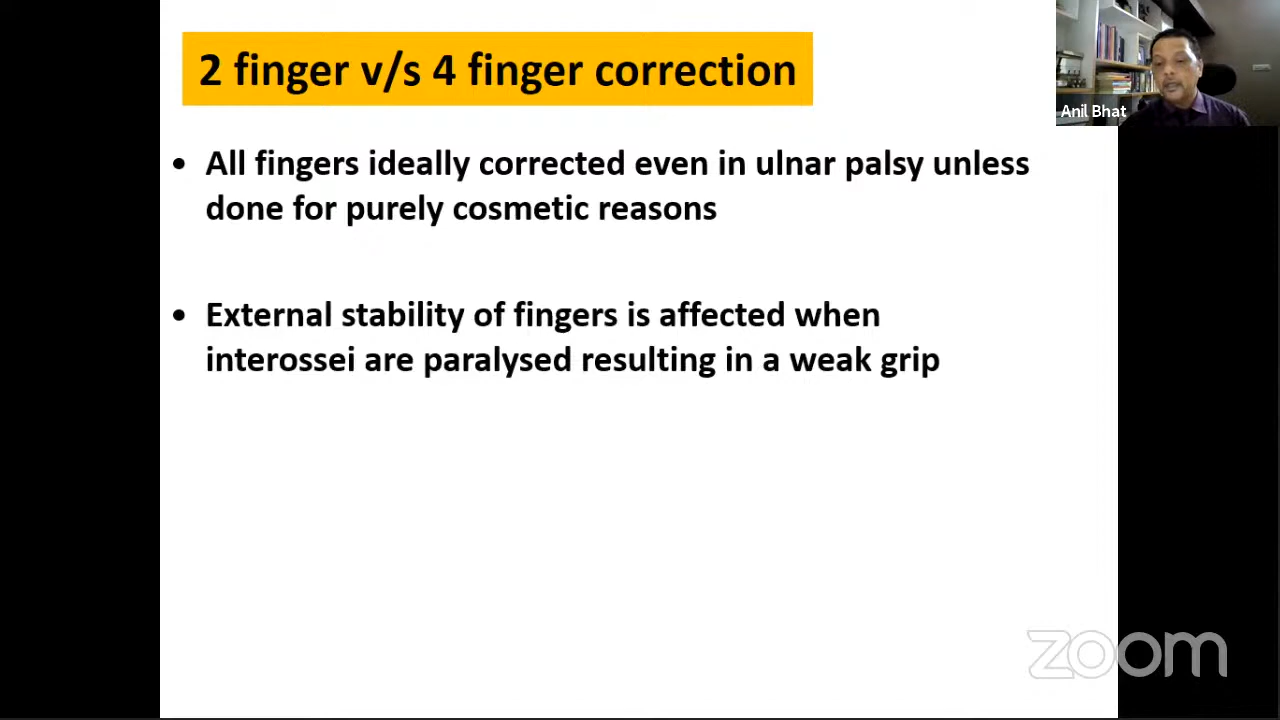 2 finger v/s 4 finger correction
Anil Bhat
• All fingers ideally corrected even in ulnar palsy unless
done for purely cosmetic reasons
• External stability of fingers is affected when
interossei are paralysed resulting in a weak grip
zoom